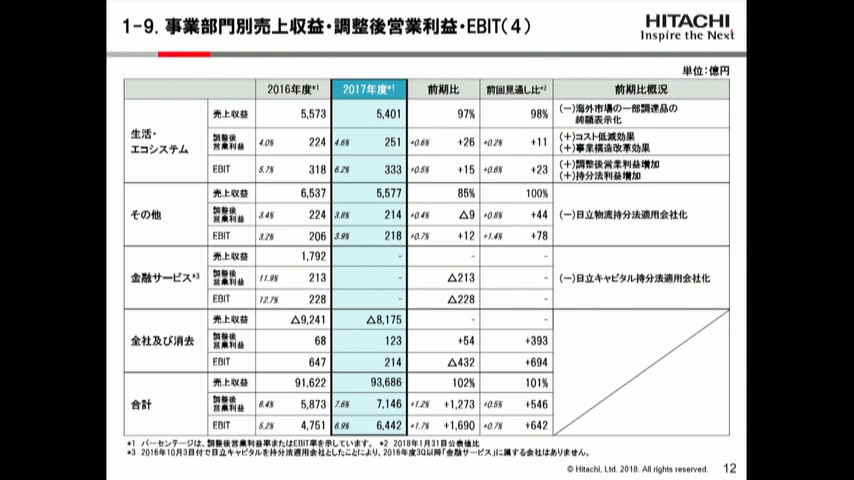 1-9. 事業部門別売上収益・調整後営業利益・EBIT(4)
HITACHI
Inspire the Next
単位:億円
2016年度*1 2017年度*1 前期比 前回見通し比*2 前期比概況
生活・エコシステム
売上収益 5,573 5,401 97% 98% (-)海外市場の一部調達品の純額表示化
調整後営業利益 4.0% 224 4.6% 251 +0.6% +26 +0.2% +11 (+)コスト低減効果 (+)事業構造改革効果
EBIT 5.7% 318 6.2% 333 +0.5% +15 +0.6% +23 (+)調整後営業利益増加 (+)持分法利益増加
その他
売上収益 6,537 5,577 85% 100%
調整後営業利益 3.4% 224 3.8% 214 +0.4% △9 +0.8% +44 (-)日立物流持分法適用会社化
EBIT 3.2% 206 3.9% 218 +0.7% +12 +1.4% +78
金融サービス*3
売上収益 1,792 - - -
調整後営業利益 11.9% 213 - △213 - (-)日立キャピタル持分法適用会社化
EBIT 12.7% 228 - △228 -
全社及び消去
売上収益 △9,241 △8,175 - -
調整後営業利益 68 123 +54 +393
EBIT 647 214 △432 +694
合計
売上収益 91,622 93,686 102% 101%
調整後営業利益 6.4% 5,873 7.6% 7,146 +1.2% +1,273 +0.5% +546
EBIT 5.2% 4,751 6.9% 6,442 +1.7% +1,690 +0.7% +642
*1 パーセンテージは、調整後営業利益率またはEBIT率を示しています。 *2 2018年1月31日公表値比
*3 2016年10月3日付で日立キャピタルを持分法適用会社としたことにより、2016年度3Q以降「金融サービス」に属する会社はありません。
© Hitachi, Ltd. 2018. All rights reserved. 12